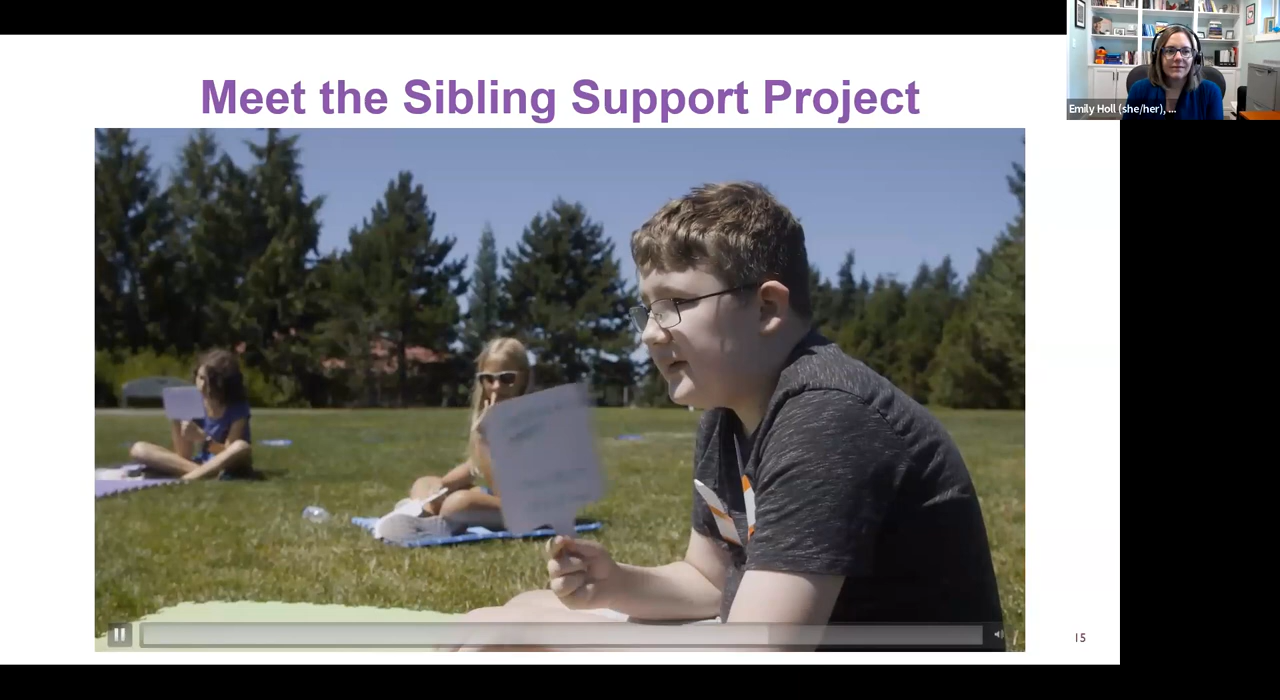 Meet the Sibling Support Project
Emily Holl (she/her), ...
15